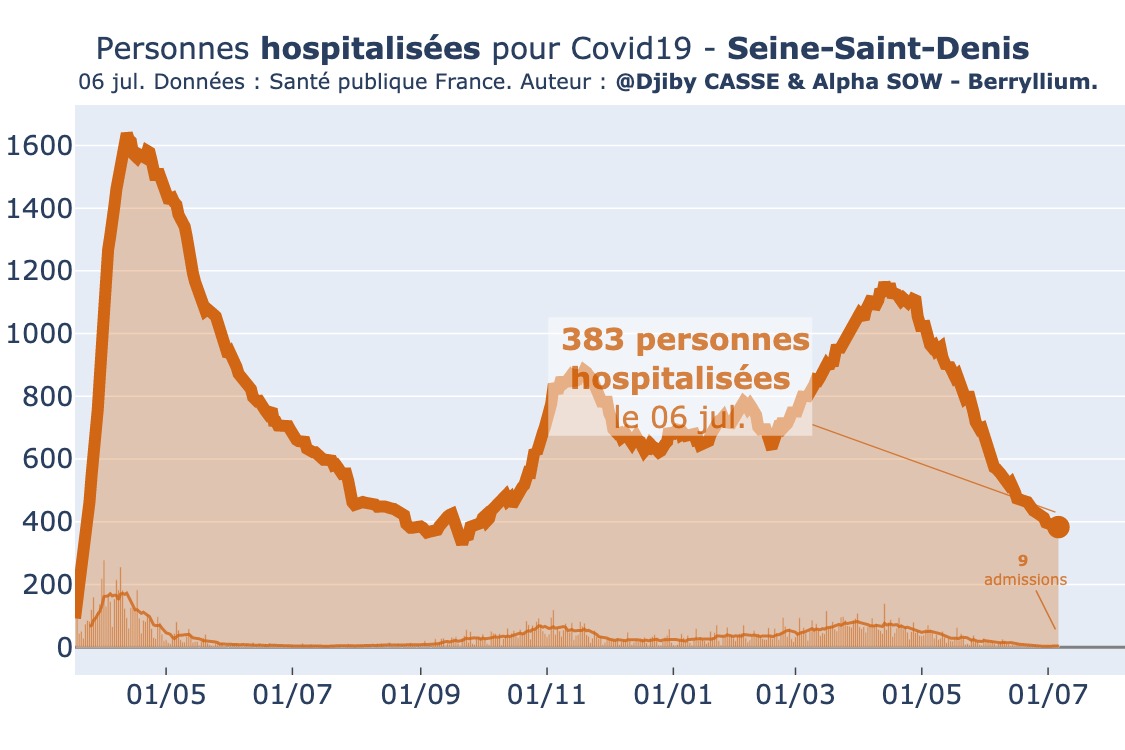 Personnes hospitalisées pour Covid19 - Seine-Saint-Denis
06 jul. Données : Santé publique France. Auteur : @Djiby CASSE & Alpha SOW - Berryllium.
1600
1400
1200
1000
800
600
400
200
0
383 personnes
hospitalisées
le 06 jul.
9
admissions
01/05 01/07 01/09 01/11 01/01 01/03 01/05 01/07